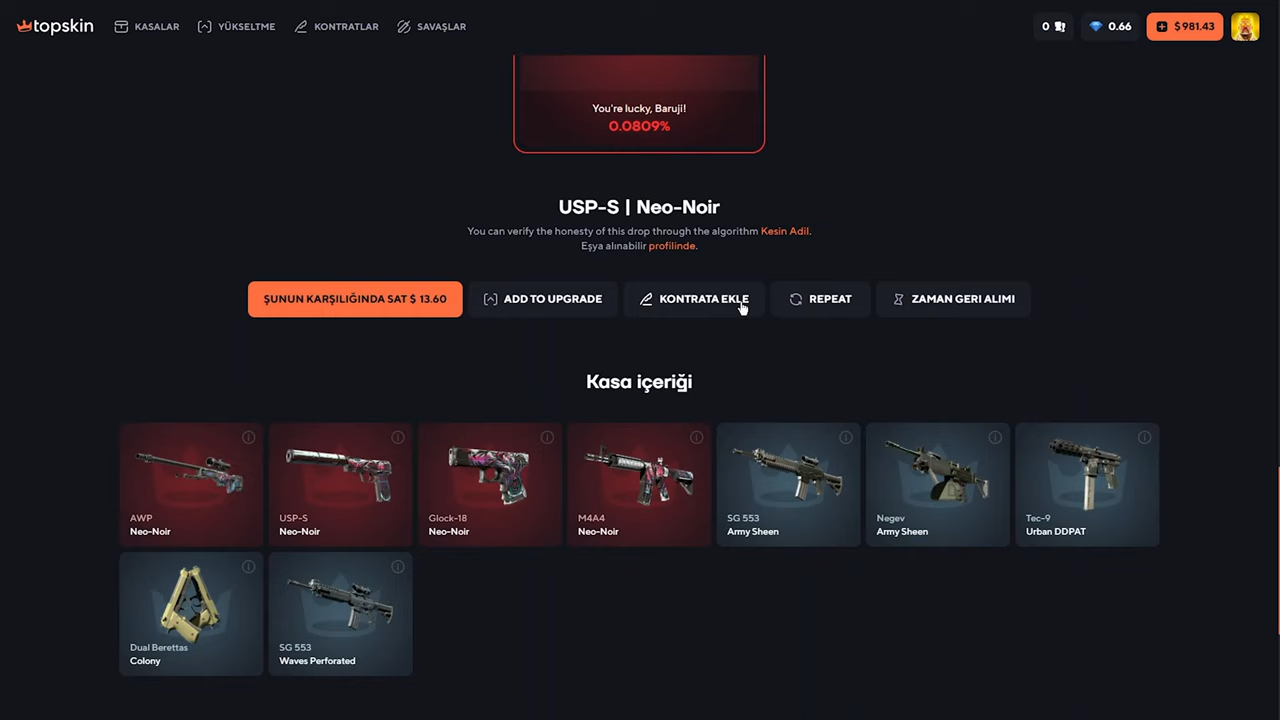 topskin
KASALAR
YÜKSELTME
KONTRATLAR
SAVAŞLAR
0
0.66
$ 981.43
You're lucky, Baruji!
0.0809%
USP-S | Neo-Noir
You can verify the honesty of this drop through the algorithm Kesin Adil.
Eşya alınabilir profilinde.
ŞUNUN KARŞILIĞINDA SAT $ 13.60
ADD TO UPGRADE
KONTRATA EKLE
REPEAT
ZAMAN GERI ALIMI
Kasa içeriği
AWP
Neo-Noir
USP-S
Neo-Noir
Glock-18
Neo-Noir
M4A4
Neo-Noir
SG 553
Army Sheen
Negev
Army Sheen
Tec-9
Urban DDPAT
Dual Berettas
Colony
SG 553
Waves Perforated